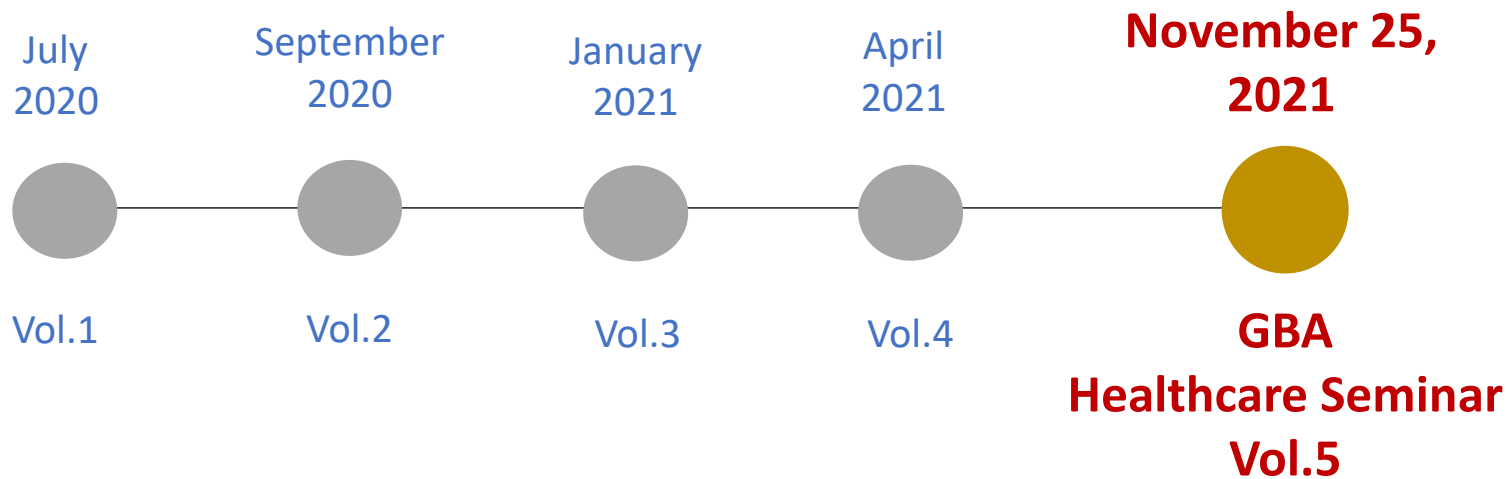 July
2020
September
2020
January
2021
April
2021
November 25,
2021
Vol.1
Vol.2
Vol.3
Vol.4
GBA
Healthcare Seminar
Vol.5